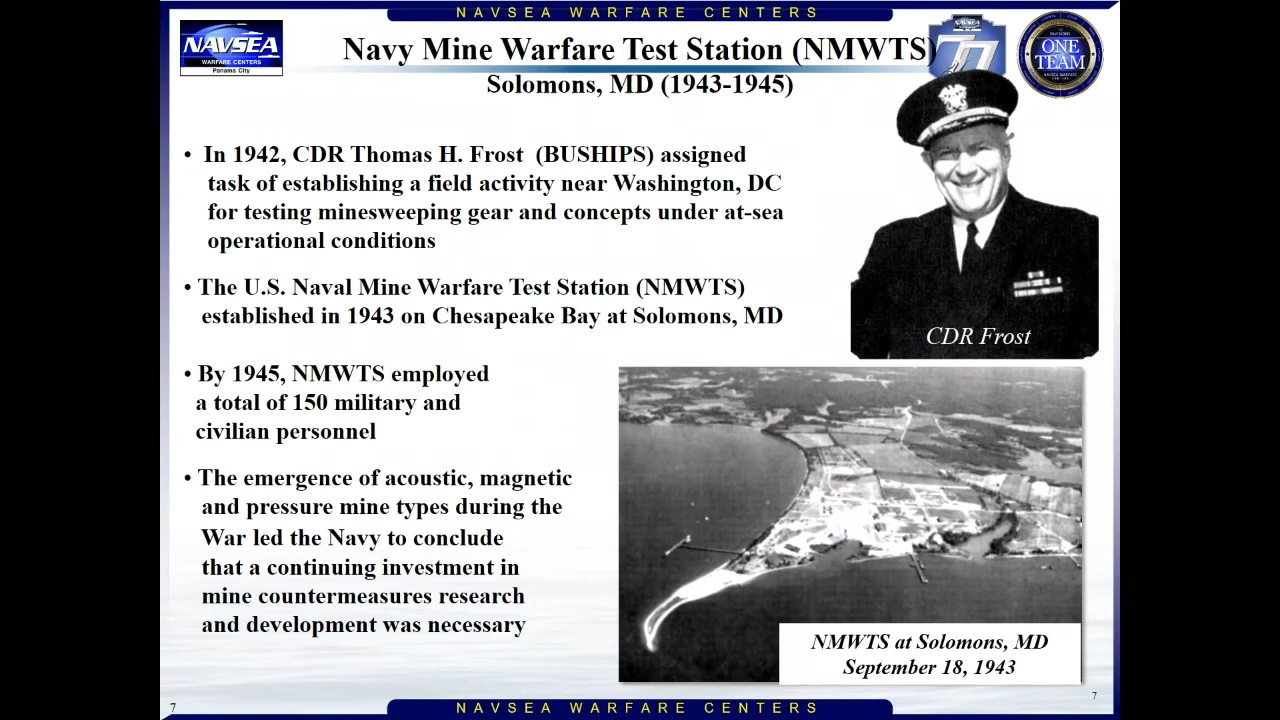 NAVSEA WARFARE CENTERS
NAVSEA
WARFARE CENTERS
Panama City
Navy Mine Warfare Test Station (NMWTS)
Solomons, MD (1943-1945)
NAVSEA
ONE
TEAM
• In 1942, CDR Thomas H. Frost (BUSHIPS) assigned
task of establishing a field activity near Washington, DC
for testing minesweeping gear and concepts under at-sea
operational conditions
• The U.S. Naval Mine Warfare Test Station (NMWTS)
established in 1943 on Chesapeake Bay at Solomons, MD
CDR Frost
• By 1945, NMWTS employed
a total of 150 military and
civilian personnel
• The emergence of acoustic, magnetic
and pressure mine types during the
War led the Navy to conclude
that a continuing investment in
mine countermeasures research
and development was necessary
NMWTS at Solomons, MD
September 18, 1943
7
7
NAVSEA WARFARE CENTERS